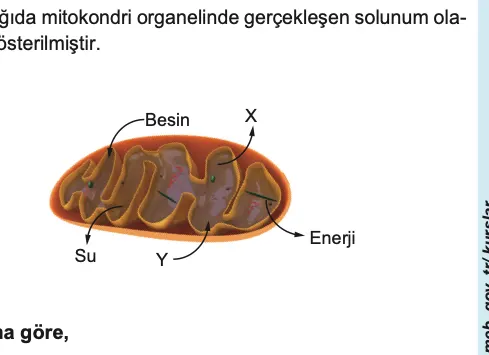 ğıda mitokondri organelinde gerçekleşen solunum ola-
österilmiştir.
Besin
X
Enerji
Su
Y
na göre,
meb. gov. tr/ kurslar